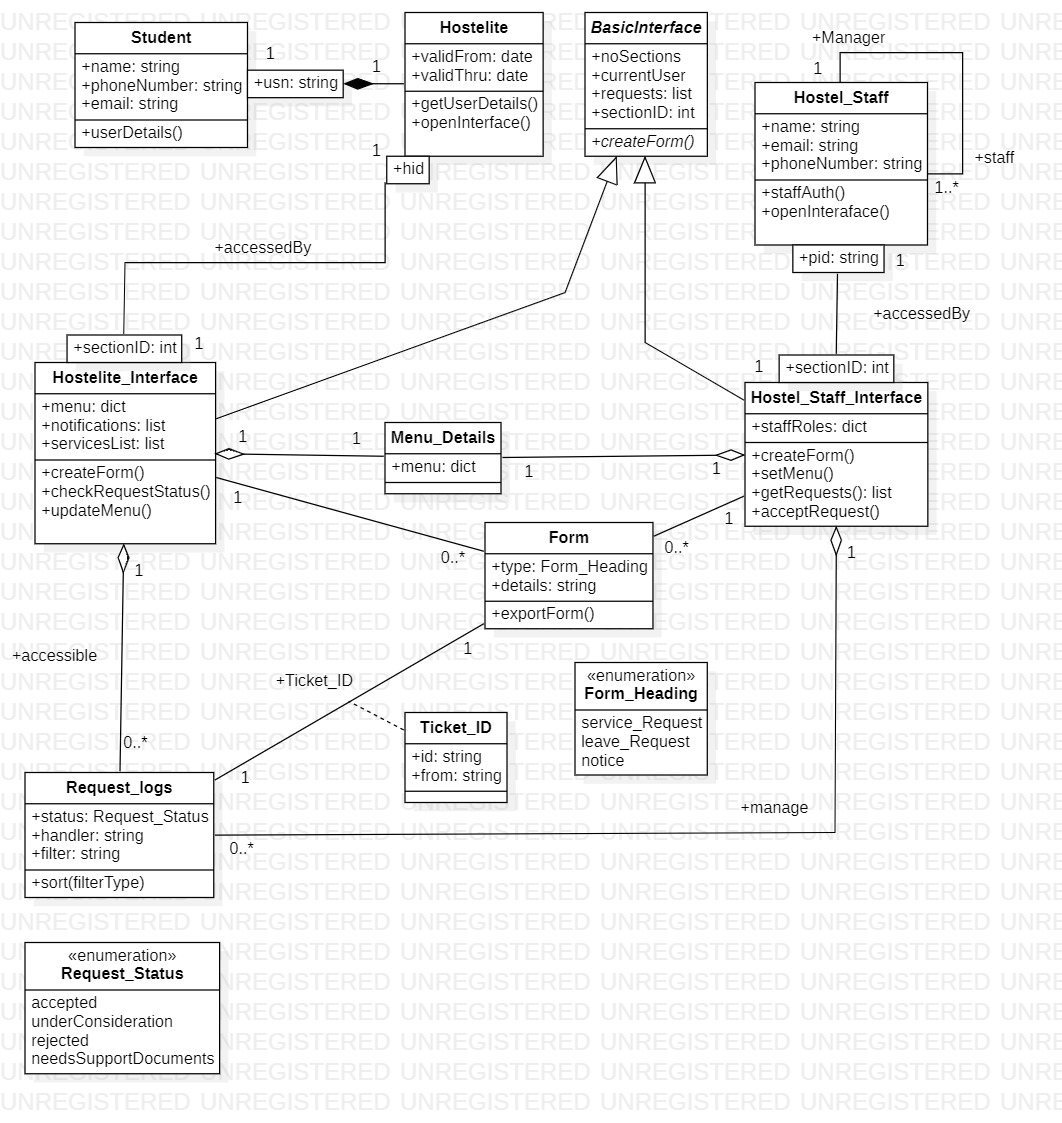 Student
+name: string
+phoneNumber: string
+email: string
+userDetails()
1
+usn: string
1
Hostelite
+validFrom: date
+validThru: date
+getUserDetails()
+openInterface()
1
+hid
BasicInterface
+noSections
+currentUser
+requests: list
+sectionID: int
+createForm()
+Manager
1
Hostel_Staff
+name: string
+email: string
+phoneNumber: string
+staffAuth()
+openInteraface()
+staff
1..*
+pid: string
1
+accessedBy
+accessedBy
+sectionID: int
1
Hostelite_Interface
+menu: dict
+notifications: list
+servicesList: list
+createForm()
+checkRequestStatus()
+updateMenu()
1
+sectionID: int
Hostel_Staff_Interface
+staffRoles: dict
+createForm()
+setMenu()
+getRequests(): list
+acceptRequest()
1
1
Menu_Details
+menu: dict
1
1
1
0..*
Form
+type: Form_Heading
+details: string
+exportForm()
1
0..*
1
1
1
+accessible
0..*
+Ticket_ID
Ticket_ID
+id: string
+from: string
«enumeration»
Form_Heading
service_Request
leave_Request
notice
1
Request_logs
+status: Request_Status
+handler: string
+filter: string
+sort(filterType)
0..*
+manage
«enumeration»
Request_Status
accepted
underConsideration
rejected
needsSupportDocuments
UNREGISTERED